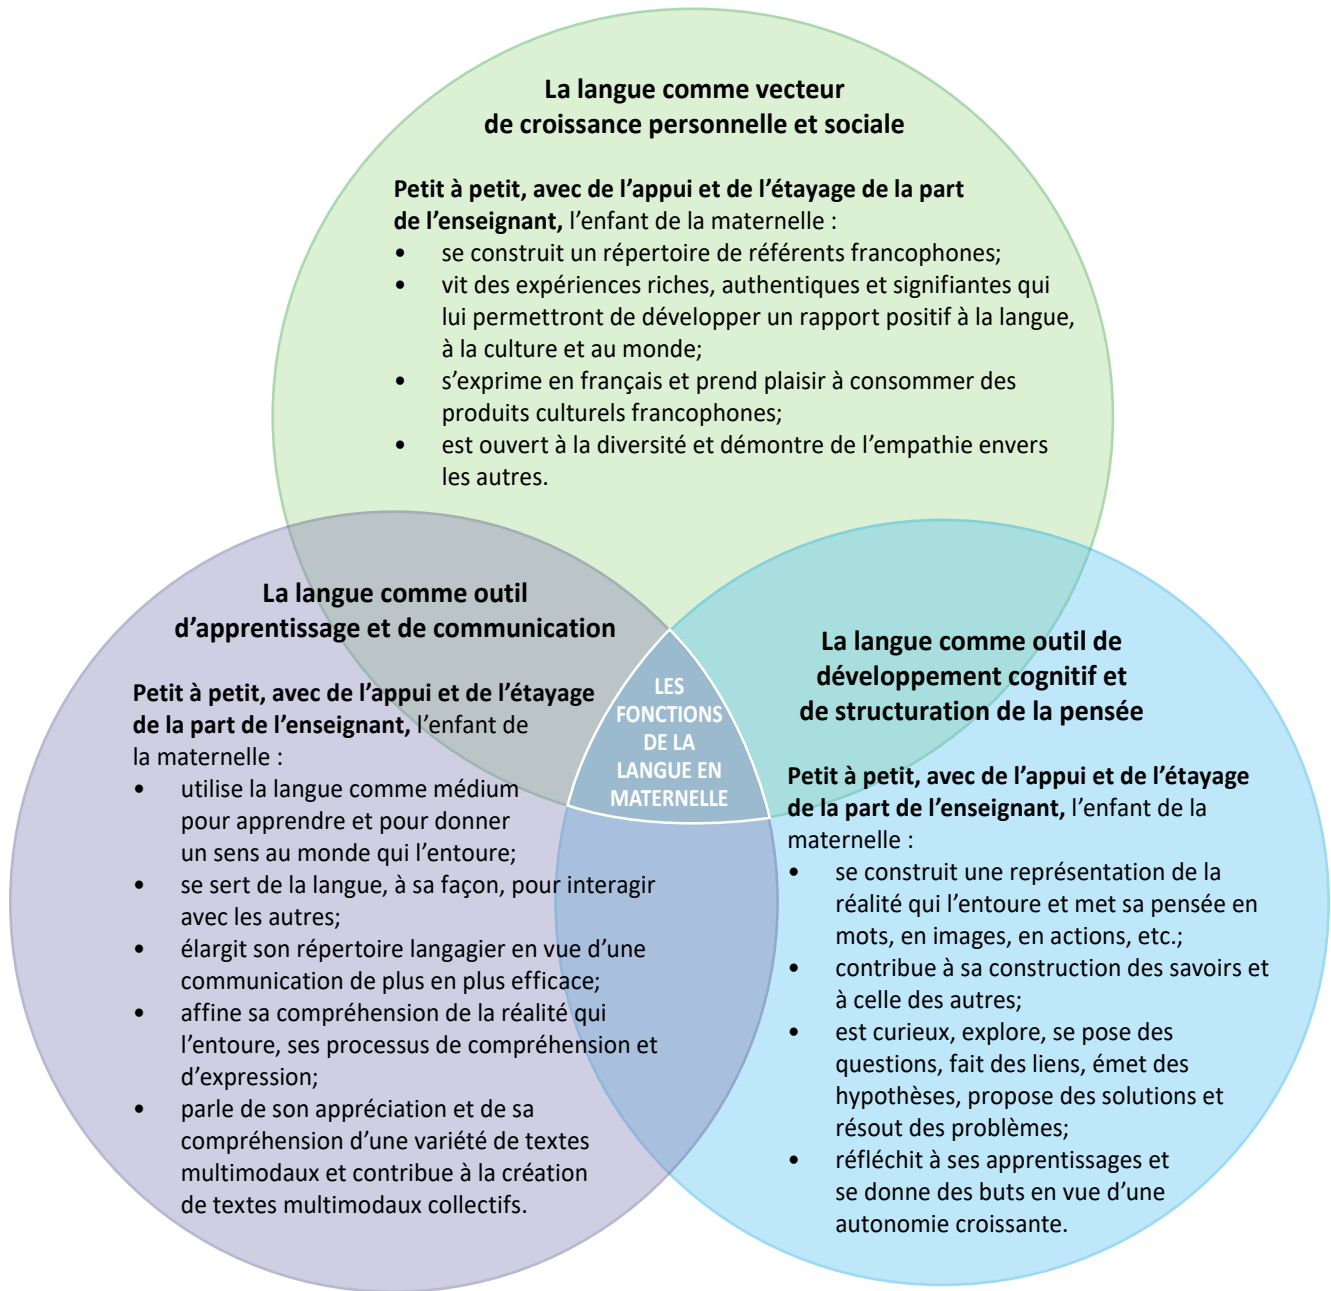 La langue comme vecteur
de croissance personnelle et sociale
Petit à petit, avec de l’appui et de l’étayage de la part
de l’enseignant, l’enfant de la maternelle :
• se construit un répertoire de référents francophones;
• vit des expériences riches, authentiques et signifiantes qui
lui permettront de développer un rapport positif à la langue,
à la culture et au monde;
• s’exprime en français et prend plaisir à consommer des
produits culturels francophones;
• est ouvert à la diversité et démontre de l’empathie envers
les autres.
La langue comme outil
d’apprentissage et de communication
Petit à petit, avec de l’appui et de l’étayage
de la part de l’enseignant, l’enfant de
la maternelle :
• utilise la langue comme médium
pour apprendre et pour donner
un sens au monde qui l’entoure;
• se sert de la langue, à sa façon, pour interagir
avec les autres;
• élargit son répertoire langagier en vue d’une
communication de plus en plus efficace;
• affine sa compréhension de la réalité qui
l’entoure, ses processus de compréhension et
d’expression;
• parle de son appréciation et de sa
compréhension d’une variété de textes
multimodaux et contribue à la création
de textes multimodaux collectifs.
LES
FONCTIONS
DE LA
LANGUE EN
MATERNELLE
La langue comme outil de
développement cognitif et
de structuration de la pensée
Petit à petit, avec de l’appui et de l’étayage
de la part de l’enseignant, l’enfant de la
maternelle :
• se construit une représentation de la
réalité qui l’entoure et met sa pensée en
mots, en images, en actions, etc.;
• contribue à sa construction des savoirs et
à celle des autres;
• est curieux, explore, se pose des
questions, fait des liens, émet des
hypothèses, propose des solutions et
résout des problèmes;
• réfléchit à ses apprentissages et
se donne des buts en vue d’une
autonomie croissante.